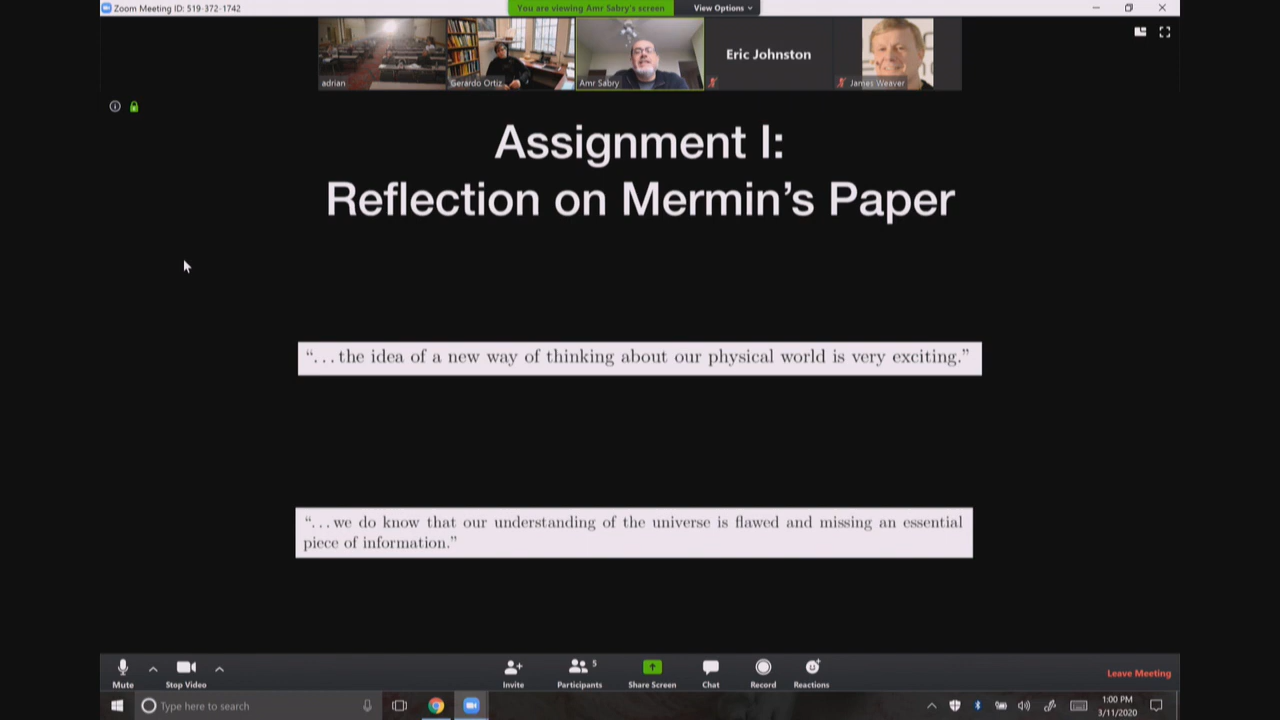 Zoom Meeting ID: 519-372-1742
You are viewing Amr Sabry's screen
View Options
adrian
Gerardo Ortiz
Amr Sabry
Eric Johnston
James Weaver
Assignment I:
Reflection on Mermin's Paper
“...the idea of a new way of thinking about our physical world is very exciting.”
“...we do know that our understanding of the universe is flawed and missing an essential
piece of information.”
Mute
Stop Video
Invite
5
Participants
Share Screen
Chat
Record
Reactions
Leave Meeting
Type here to search
1:00 PM
3/11/2020